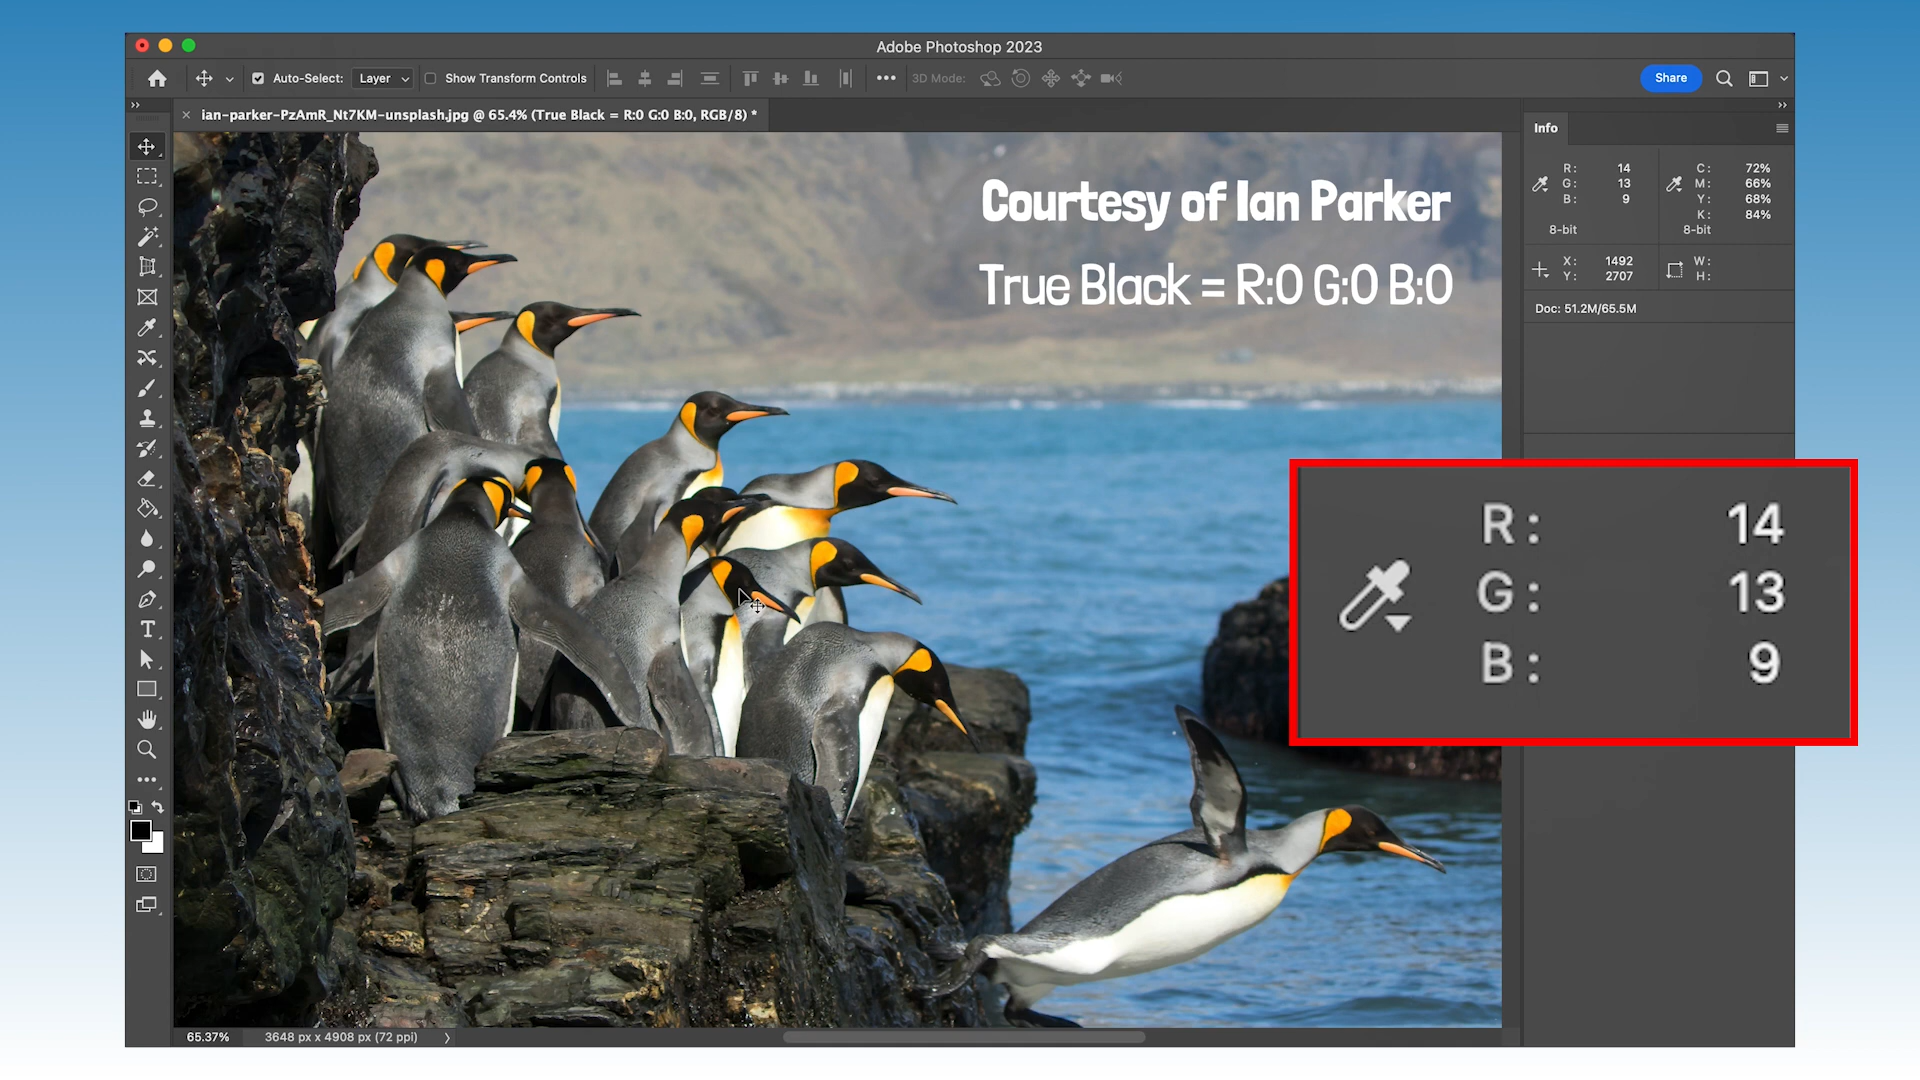 Adobe Photoshop 2023
Auto-Select: Layer Show Transform Controls ••• 3D Mode: Share
ian-parker-PzAmR_Nt7KM-unsplash.jpg @ 65.4% (True Black = R:0 G:0 B:0, RGB/8) *
Info
R: 14 C: 72%
G: 13 M: 66%
B: 9 Y: 68%
K: 84%
8-bit 8-bit
X: 1492 W:
Y: 2707 H:
Doc: 51.2M/65.5M
Courtesy of Ian Parker
True Black = R:0 G:0 B:0
R: 14
G: 13
B: 9
65.37% 3648 px x 4908 px (72 ppi)